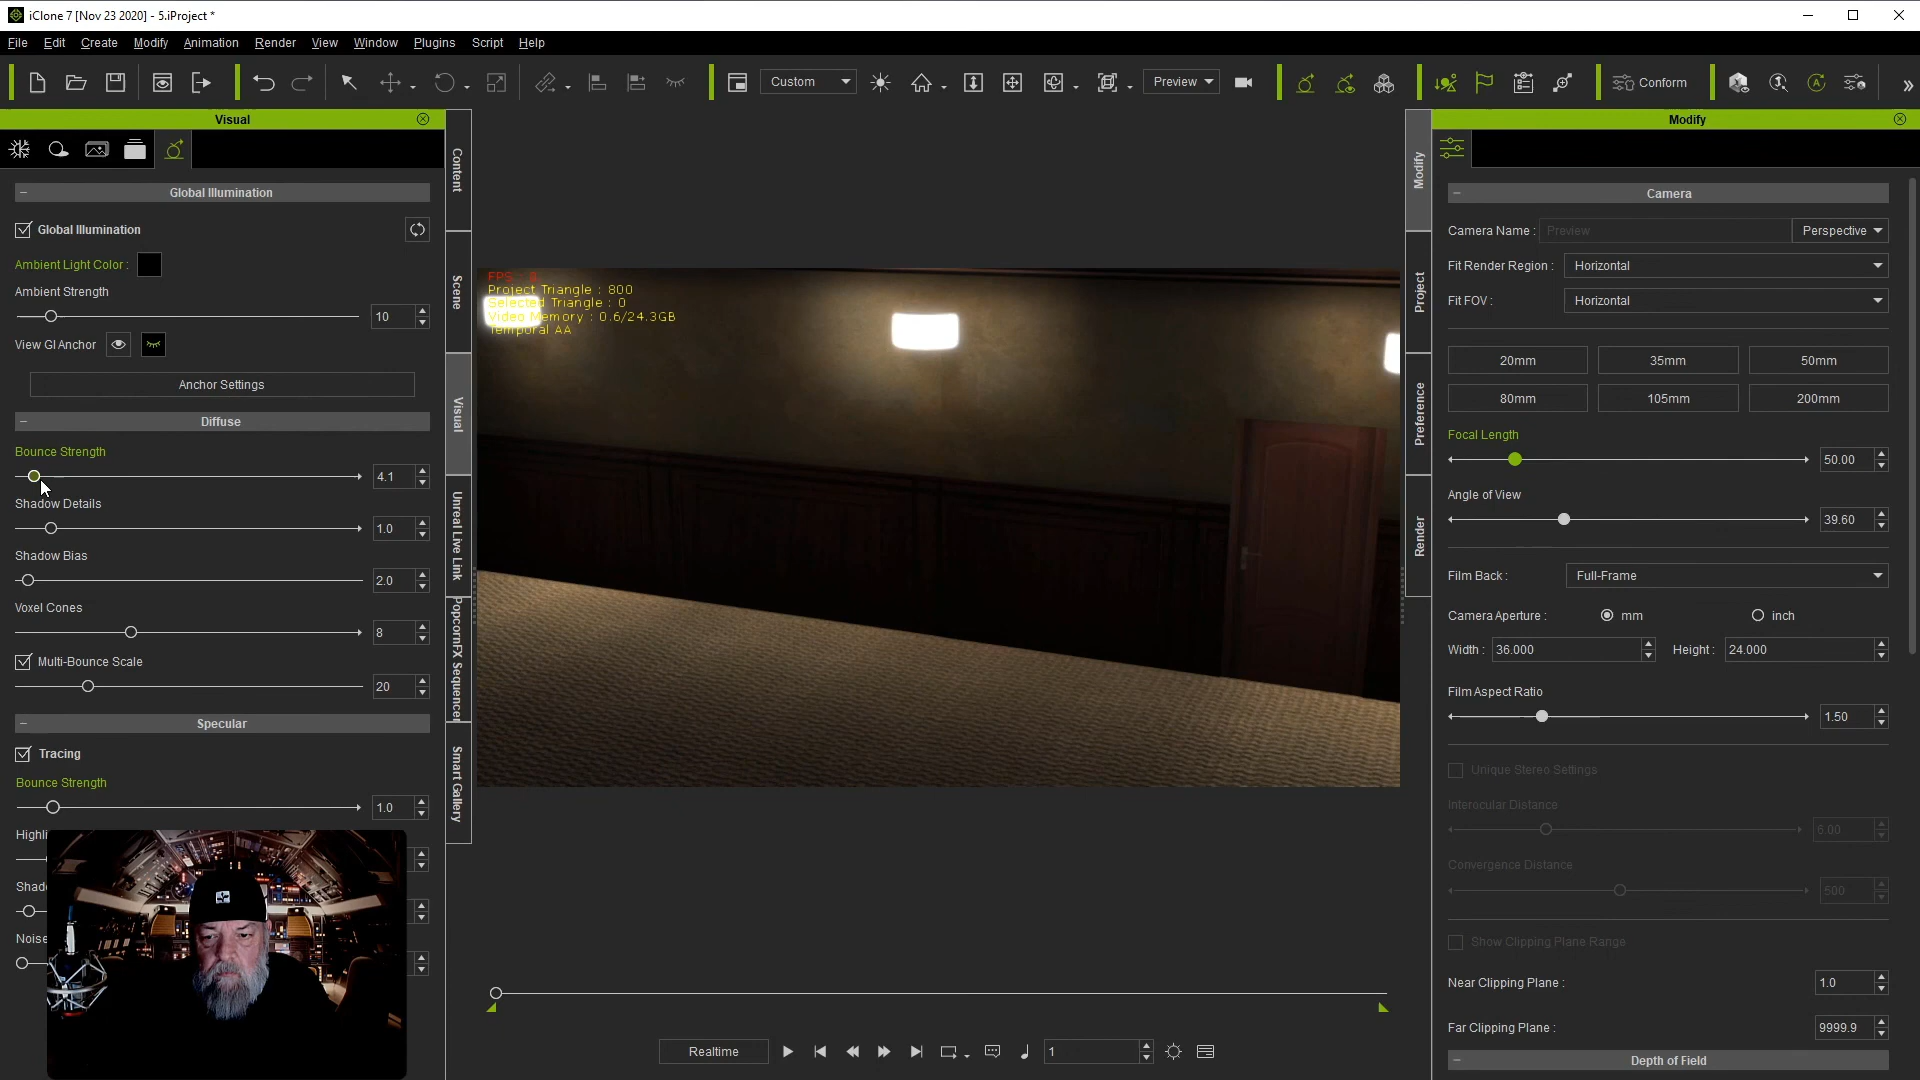 iClone 7 [Nov 23 2020] - 5.iProject *
File Edit Create Modify Animation Render View Window Plugins Script Help
Custom
Preview
Conform
Visual
Global Illumination
Global Illumination
Ambient Light Color :
Ambient Strength
10
View GI Anchor
Anchor Settings
Diffuse
Bounce Strength
4.1
Shadow Details
1.0
Shadow Bias
2.0
Voxel Cones
8
Multi-Bounce Scale
20
Specular
Tracing
Bounce Strength
1.0
Highli
Shad
Noise
Content
Scene
Visual
Unreal Live Link
PopcornFX Sequencer
Smart Gallery
FPS : 0
Project Triangle : 800
Selected Triangle : 0
Video Memory : 0.6/24.3GB
Temporal AA
Realtime
1
Modify
Project
Preference
Render
Modify
Camera
Camera Name : Preview Perspective
Fit Render Region : Horizontal
Fit FOV : Horizontal
20mm 35mm 50mm
80mm 105mm 200mm
Focal Length
50.00
Angle of View
39.60
Film Back : Full-Frame
Camera Aperture : mm inch
Width : 36.000 Height : 24.000
Film Aspect Ratio
1.50
Unique Stereo Settings
Interocular Distance
6.00
Convergence Distance
500
Show Clipping Plane Range
Near Clipping Plane : 1.0
Far Clipping Plane : 9999.9
Depth of Field